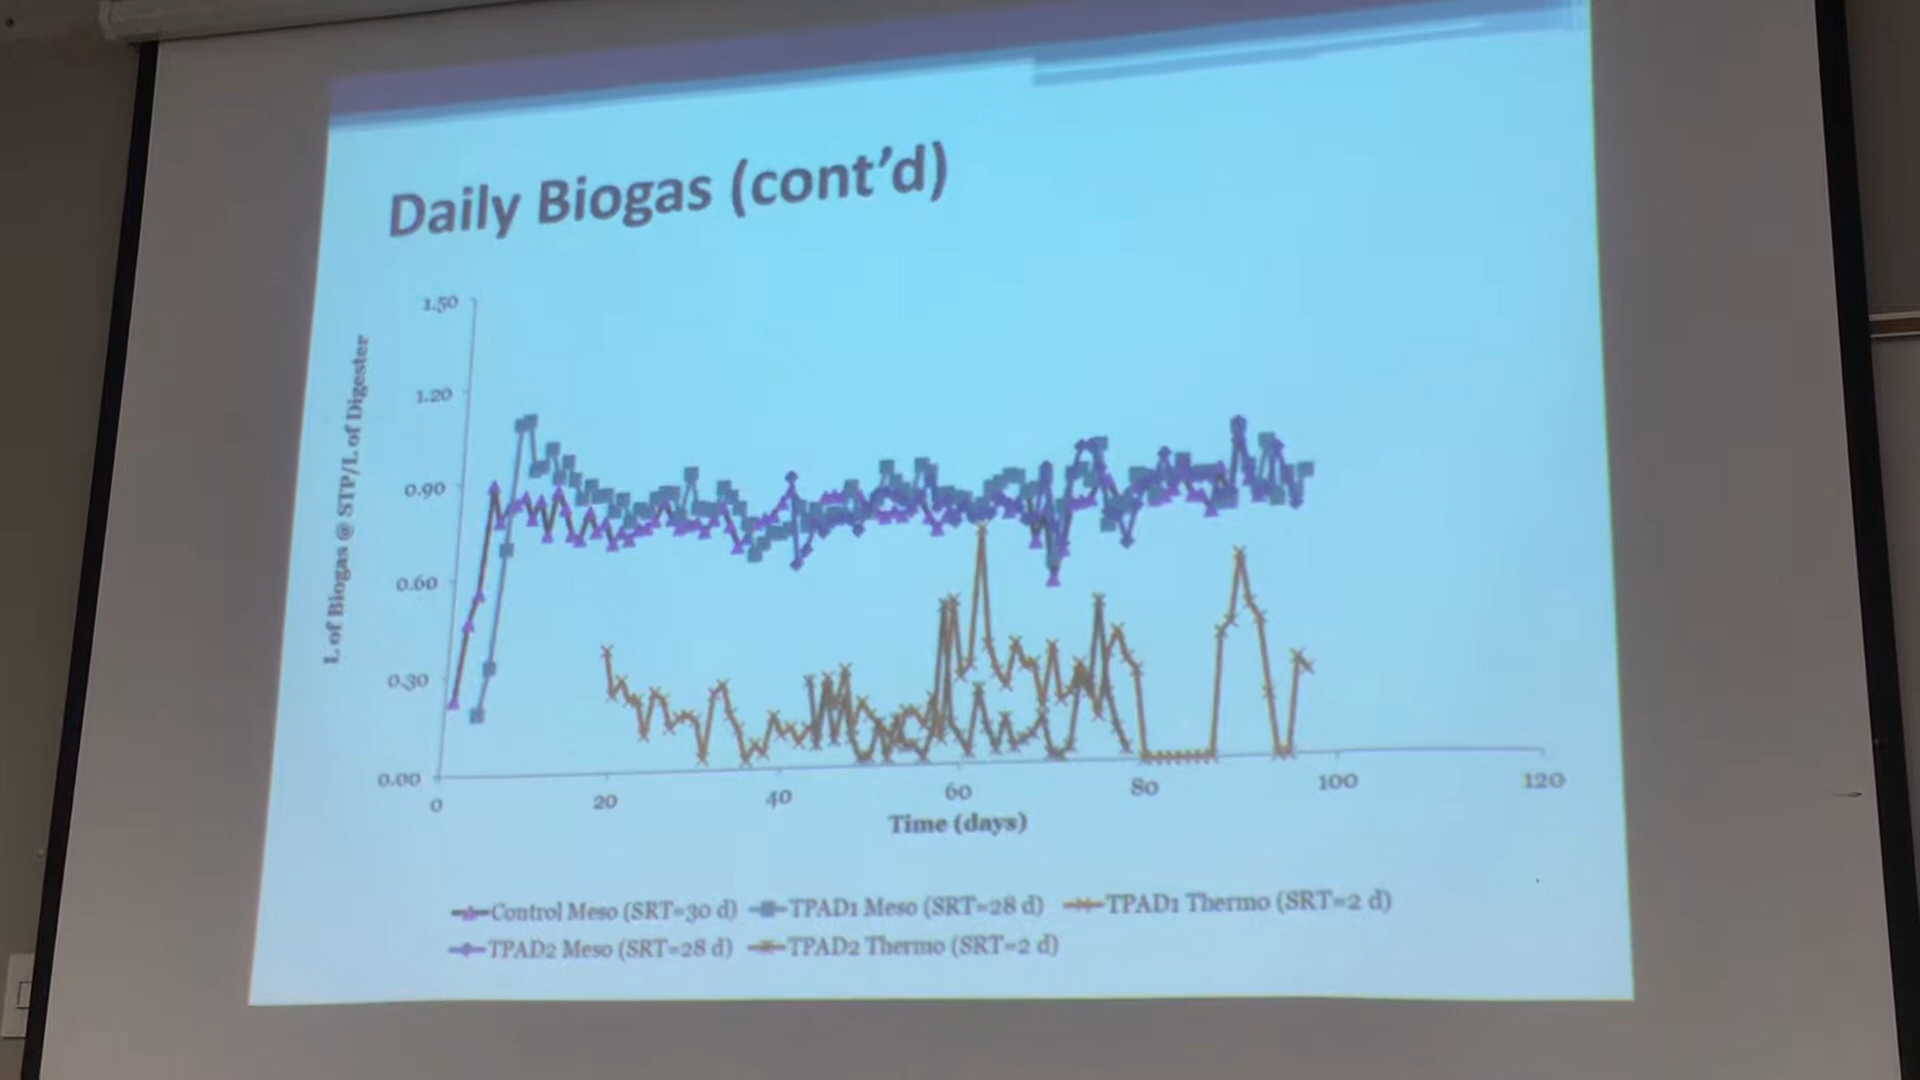 Daily Biogas (cont'd)
L of Biogas @ STP/L of Digester
1.50
1.20
0.90
0.60
0.30
0.00
0 20 40 60 80 100 120
Time (days)
Control Meso (SRT=30 d) TPAD1 Meso (SRT=28 d) TPAD1 Thermo (SRT=2 d)
TPAD2 Meso (SRT=28 d) TPAD2 Thermo (SRT=2 d)